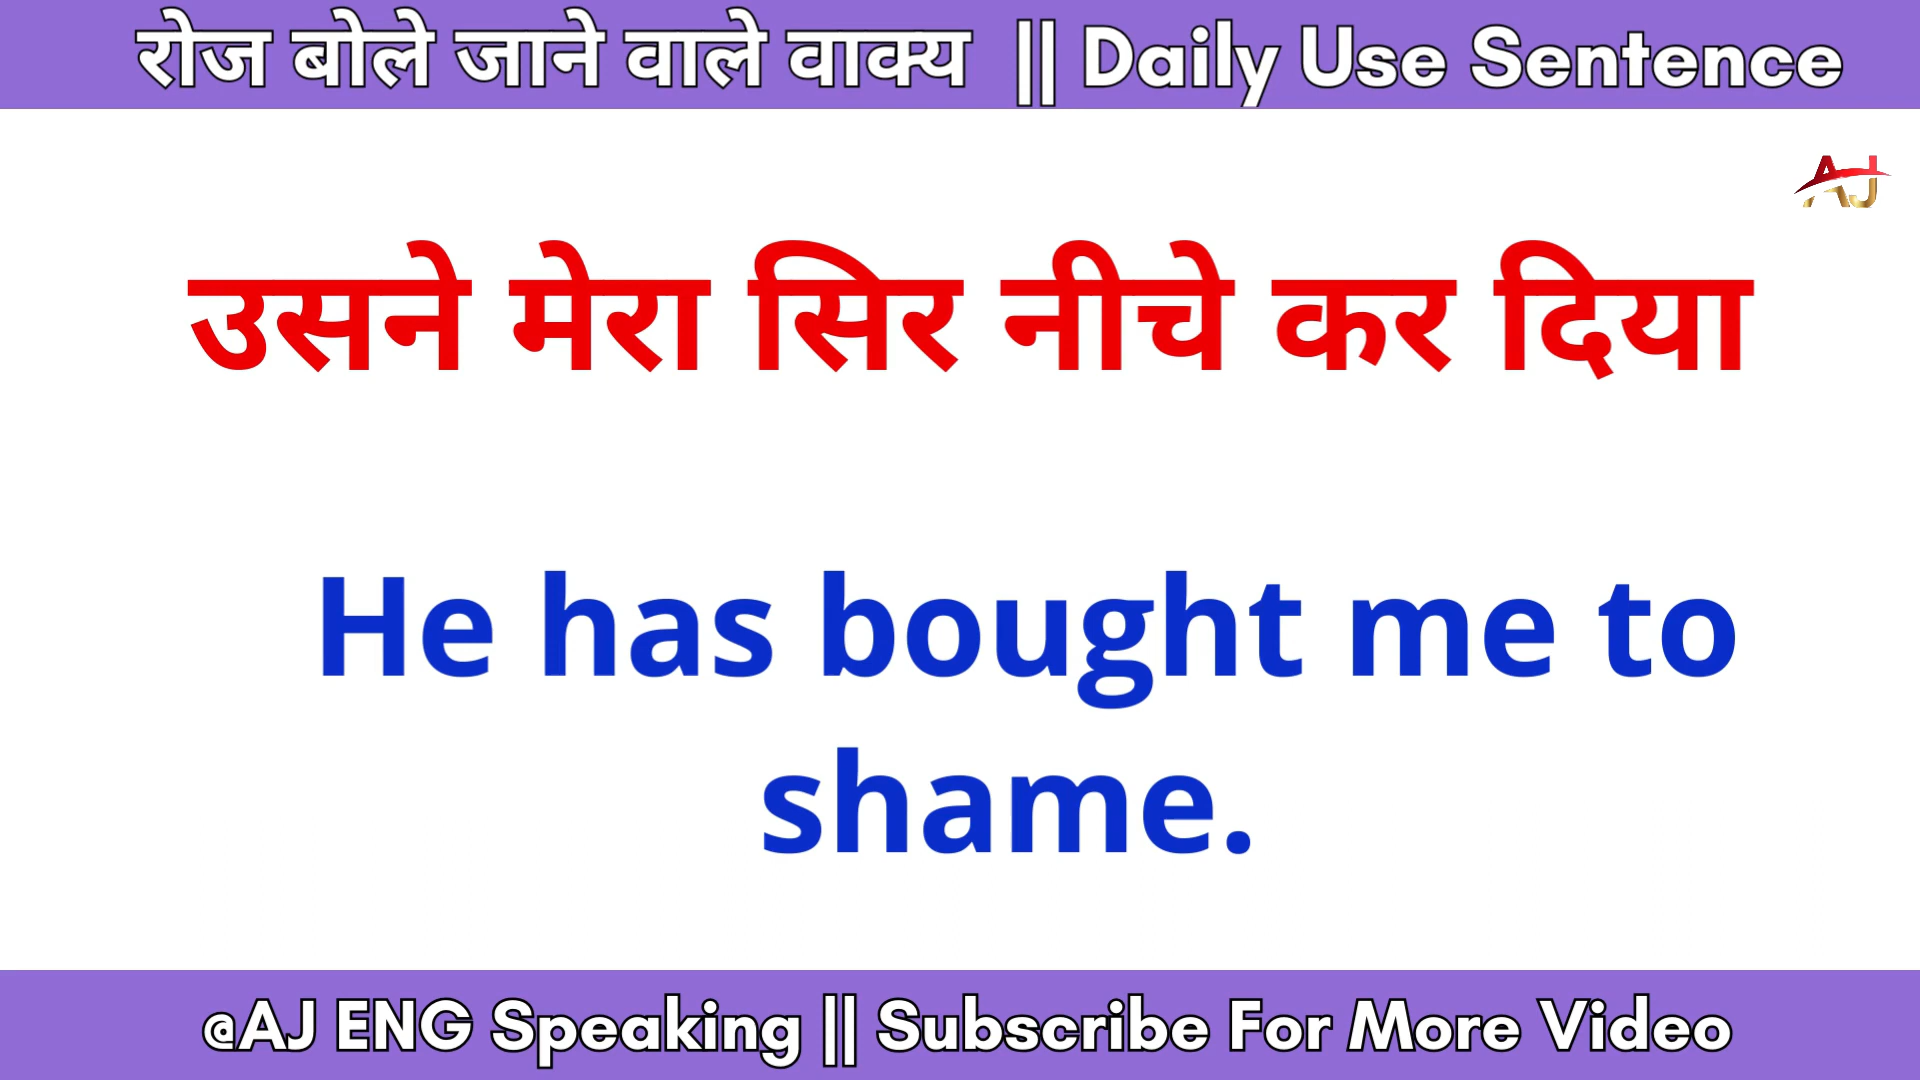 रोज बोले जाने वाले वाक्य || Daily Use Sentence
AJ
उसने मेरा सिर नीचे कर दिया
He has bought me to
shame.
@AJ ENG Speaking || Subscribe For More Video